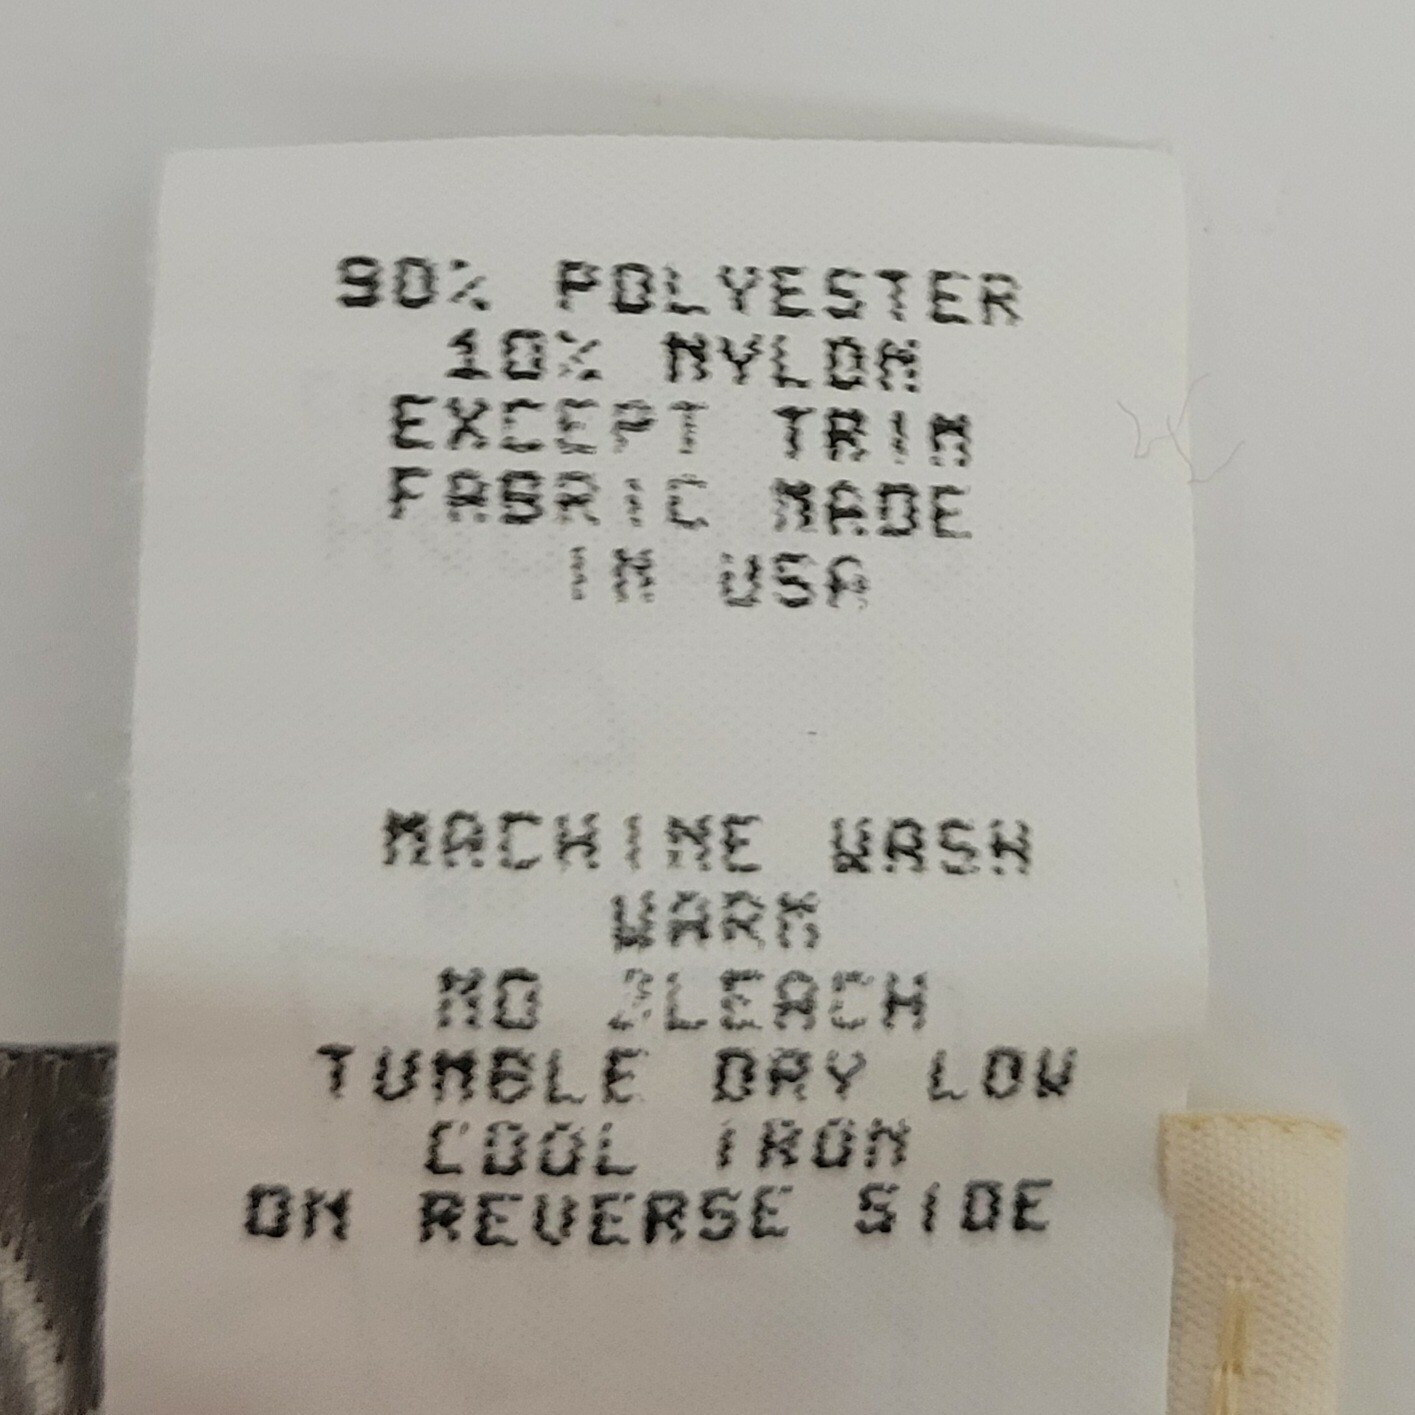 90% POLYESTER
10% NYLON
EXCEPT TRIM
FABRIC MADE
IN USA
MACHINE WASH
WARM
NO BLEACH
TUMBLE DRY LOW
COOL IRON
ON REVERSE SIDE